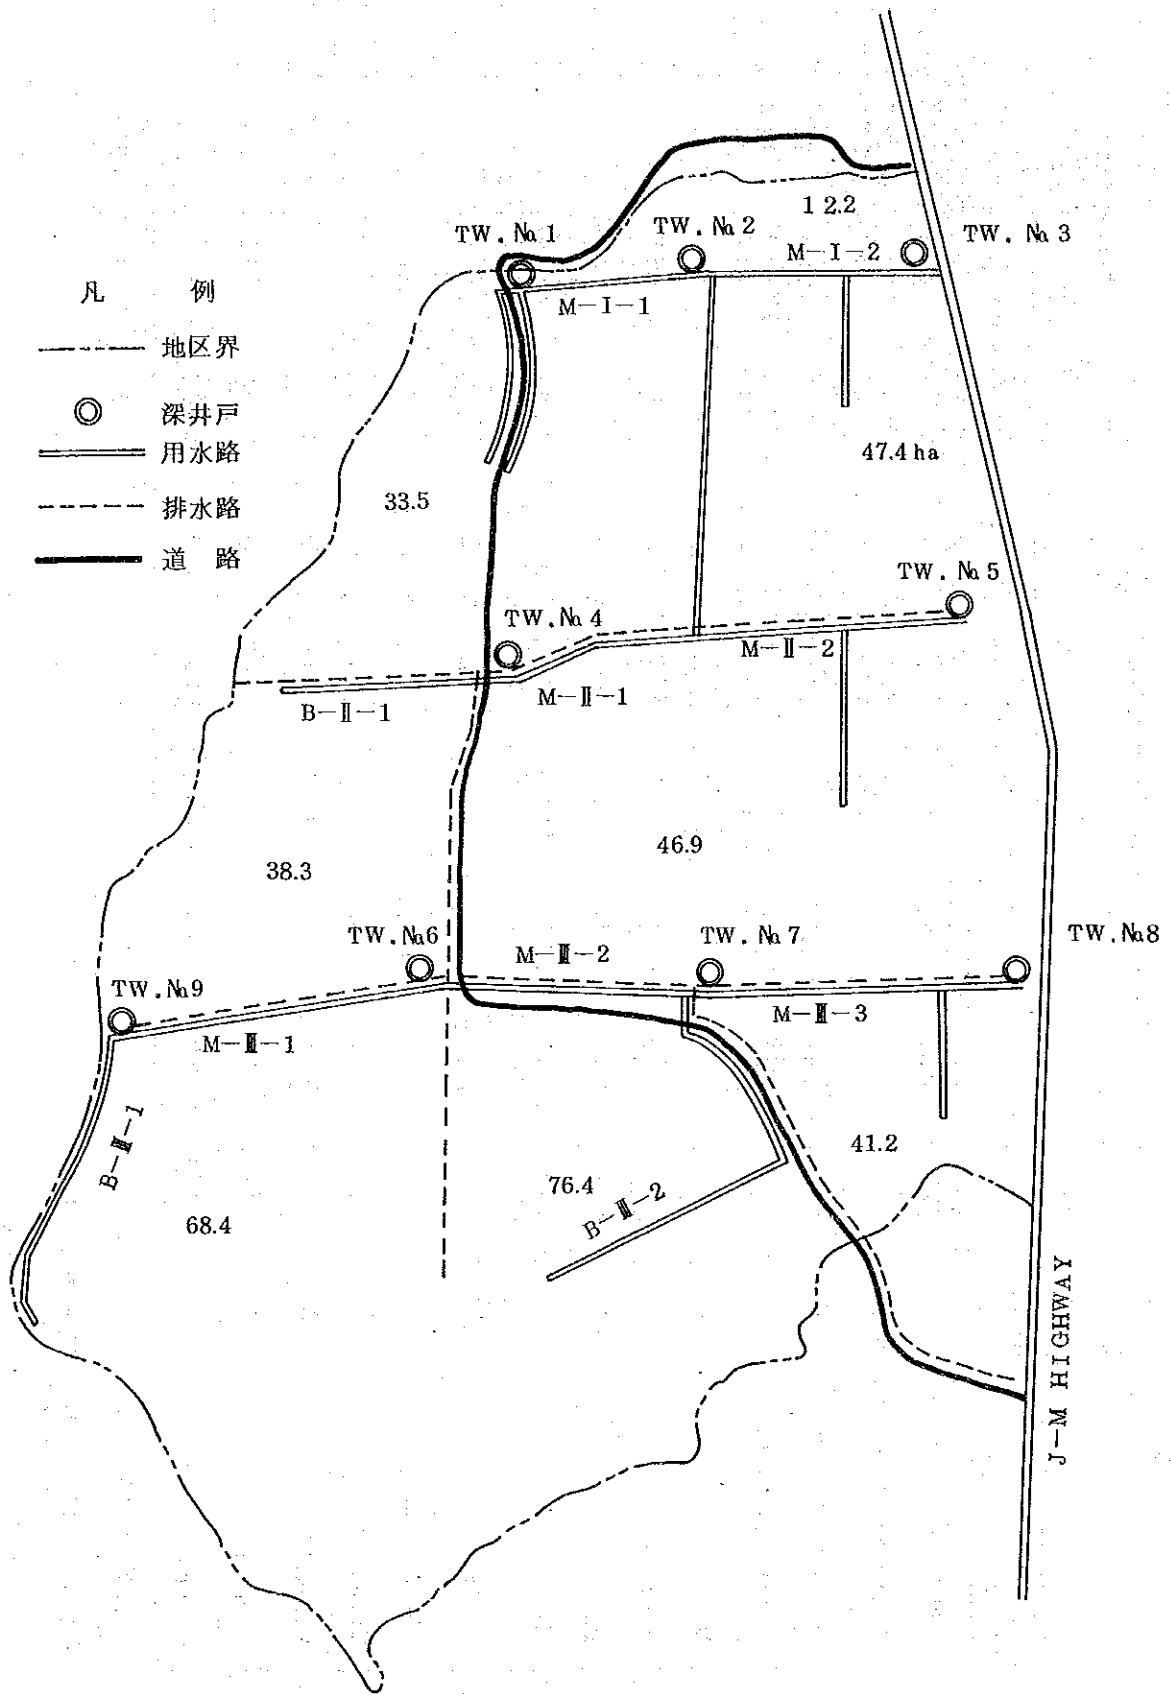 12.2
TW. № 1
TW. № 2
TW. № 3
M-Ⅰ-2
M-Ⅰ-1
凡 例
地区界
深井戸
用水路
排水路
道 路
47.4 ha
33.5
TW. № 5
TW. № 4
M-Ⅱ-2
M-Ⅱ-1
B-Ⅱ-1
46.9
38.3
TW. № 6
M-Ⅲ-2
TW. № 7
TW. № 8
TW. № 9
M-Ⅲ-1
M-Ⅲ-3
B-Ⅲ-1
41.2
76.4
B-Ⅲ-2
68.4
J-M HIGHWAY